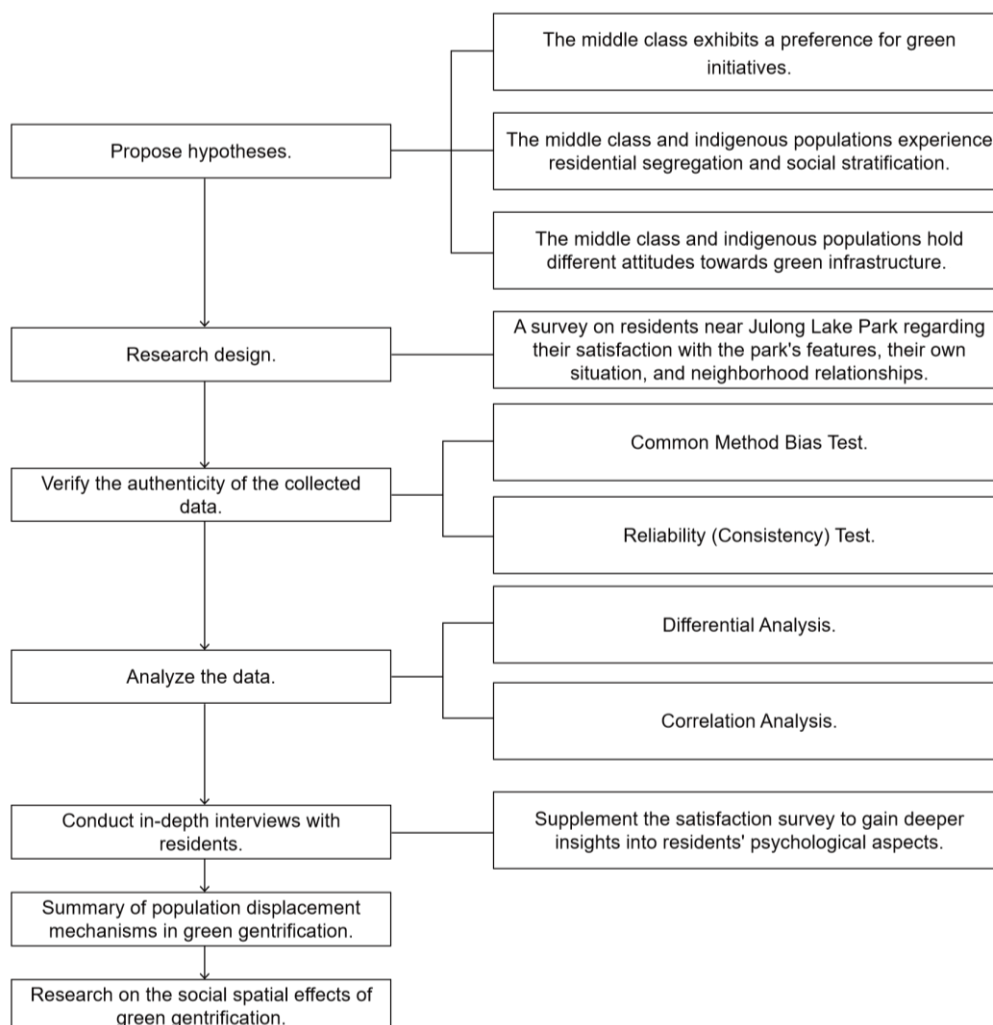 The middle class exhibits a preference for green
initiatives.
Propose hypotheses.
The middle class and indigenous populations experience
residential segregation and social stratification.
The middle class and indigenous populations hold
different attitudes towards green infrastructure.
Research design.
A survey on residents near Julong Lake Park regarding
their satisfaction with the park's features, their own
situation, and neighborhood relationships.
Verify the authenticity of the collected
data.
Common Method Bias Test.
Reliability (Consistency) Test.
Analyze the data.
Differential Analysis.
Correlation Analysis.
Conduct in-depth interviews with
residents.
Supplement the satisfaction survey to gain deeper
insights into residents' psychological aspects.
Summary of population displacement
mechanisms in green gentrification.
Research on the social spatial effects of
green gentrification.